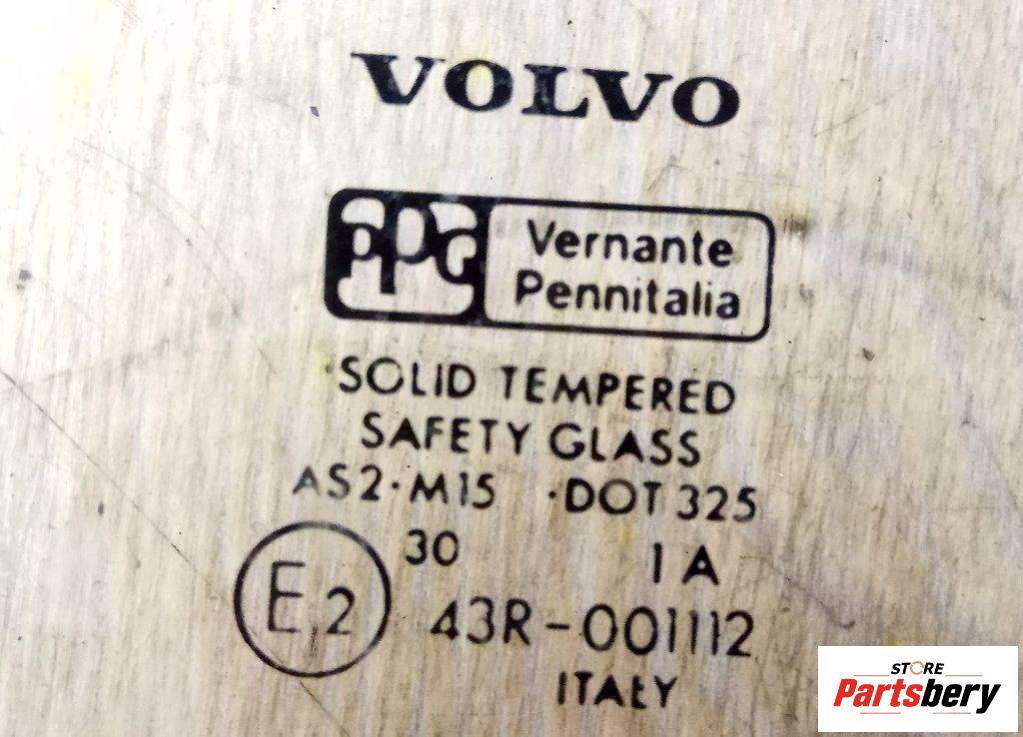 VOLVO
PPG
Vernante
Pennitalia
SOLID TEMPERED
SAFETY GLASS
AS2·M15 ·DOT 325
30 1 A
E2 43R-001112
ITALY
STORE
Partsbery